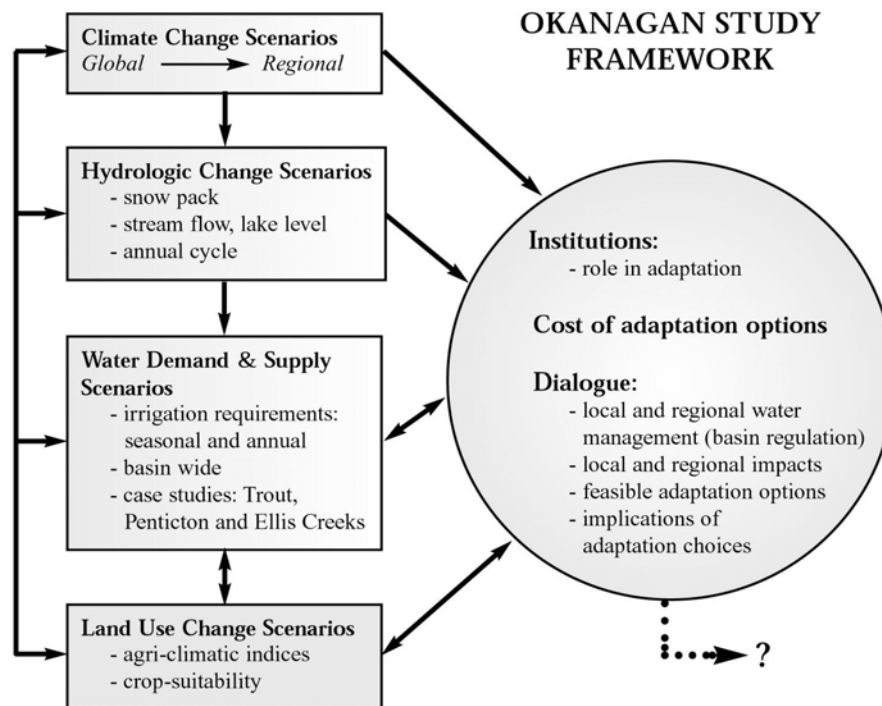 OKANAGAN STUDY
FRAMEWORK
Climate Change Scenarios
Global
Regional
Hydrologic Change Scenarios
- snow pack
- stream flow, lake level
- annual cycle
Water Demand & Supply
Scenarios
- irrigation requirements:
seasonal and annual
- basin wide
- case studies: Trout,
Penticton and Ellis Creeks
Land Use Change Scenarios
- agri-climatic indices
- crop-suitability
Institutions:
- role in adaptation
Cost of adaptation options
Dialogue:
- local and regional water
management (basin regulation)
- local and regional impacts
- feasible adaptation options
- implications of
adaptation choices
?